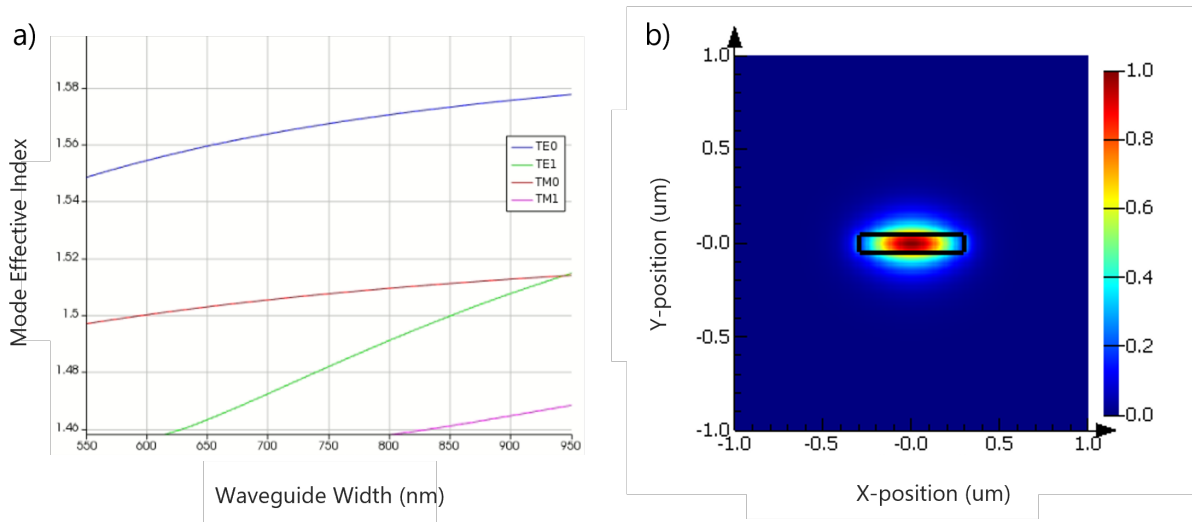 a)
1.58
1.56
1.54
1.52
1.5
1.48
1.40
550 600 650 700 750 800 850 900 950
TE0
TE1
TM0
TM1
Mode Effective Index
Waveguide Width (nm)
b)
1.0
0.5
-0.0
-0.5
-1.0
-1.0 -0.5 -0.0 0.5 1.0
Y-position (um)
X-position (um)
1.0
0.8
0.6
0.4
0.2
0.0